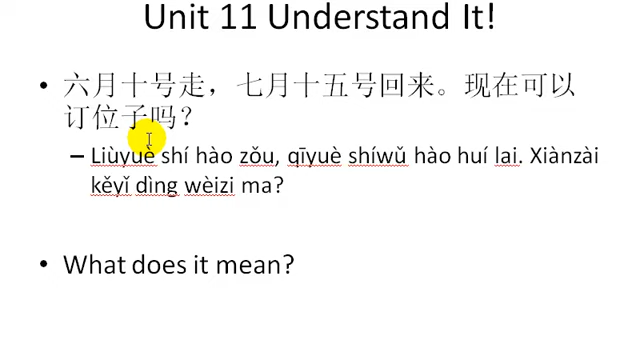 Unit 11 Understand It!
• 六月十号走，七月十五号回来。现在可以
订位子吗？
– Liùyuè shí hào zǒu, qīyuè shíwǔ hào huí lai. Xiànzài
kěyǐ dìng wèizi ma?
• What does it mean?